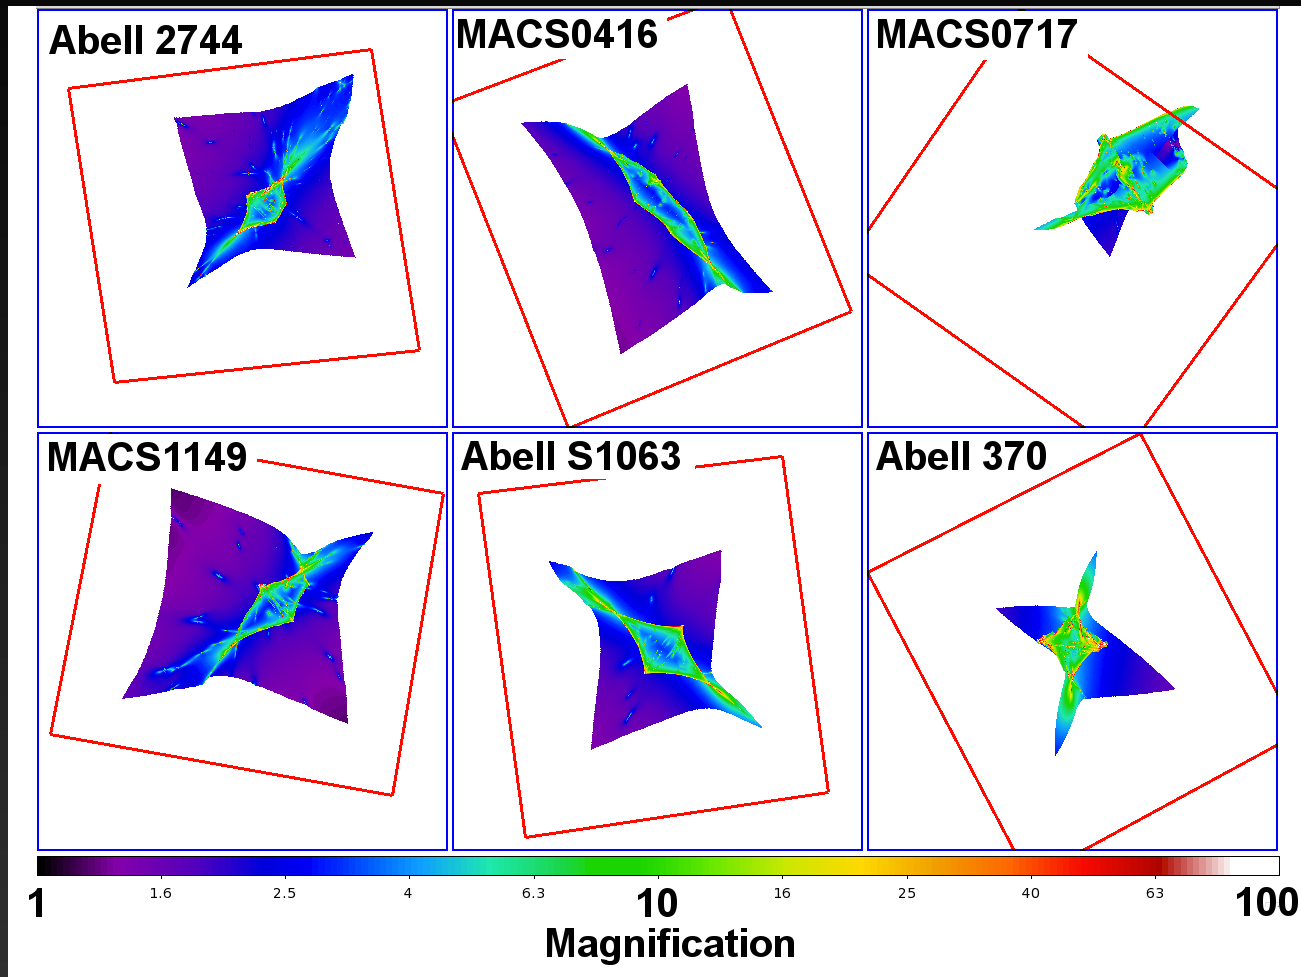 Abell 2744
MACS0416
MACS0717
MACS1149
Abell S1063
Abell 370
1 1.6 2.5 4 6.3 10 16 25 40 63 100
Magnification